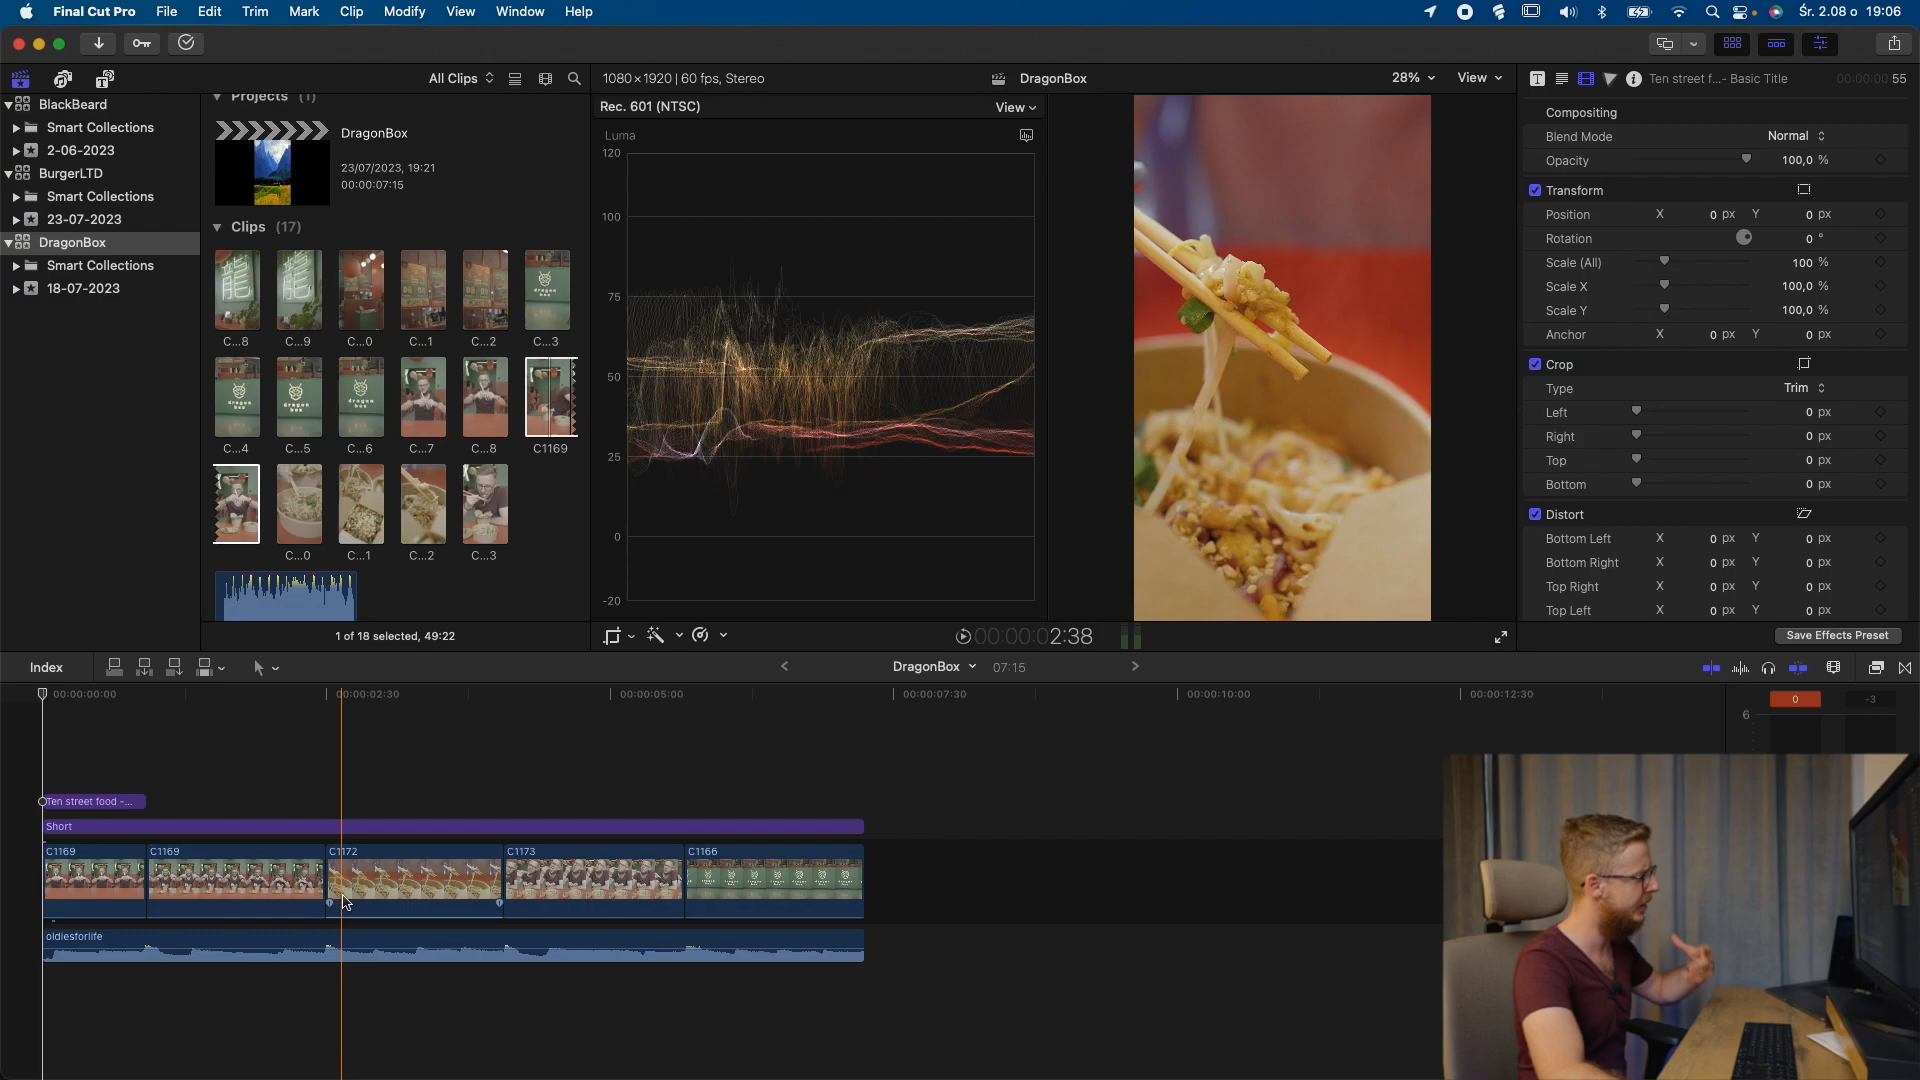 Final Cut Pro File Edit Trim Mark Clip Modify View Window Help Śr. 2.08 o 19:06
All Clips 1080×1920 | 60 fps, Stereo DragonBox 28% View Ten street f...- Basic Title 00:00:00:55
BlackBeard
Smart Collections
2-06-2023
BurgerLTD
Smart Collections
23-07-2023
DragonBox
Smart Collections
18-07-2023
Projects (1)
DragonBox
23/07/2023, 19:21
00:00:07:15
Clips (17)
C...8 C...9 C...0 C...1 C...2 C...3
C...4 C...5 C...6 C...7 C...8 C1169
C...0 C...1 C...2 C...3
1 of 18 selected, 49:22
Rec. 601 (NTSC) View
Luma
120
100
75
50
25
0
-20
00:00:02:38
Compositing
Blend Mode Normal
Opacity 100,0 %
Transform
Position X 0 px Y 0 px
Rotation 0 °
Scale (All) 100 %
Scale X 100,0 %
Scale Y 100,0 %
Anchor X 0 px Y 0 px
Crop
Type Trim
Left 0 px
Right 0 px
Top 0 px
Bottom 0 px
Distort
Bottom Left X 0 px Y 0 px
Bottom Right X 0 px Y 0 px
Top Right X 0 px Y 0 px
Top Left X 0 px Y 0 px
Save Effects Preset
Index DragonBox 07:15
00:00:00:00 00:00:02:30 00:00:05:00 00:00:07:30 00:00:10:00 00:00:12:30
0 -3
6
Ten street food -...
Short
C1169 C1169 C1172 C1173 C1166
oldiesforlife